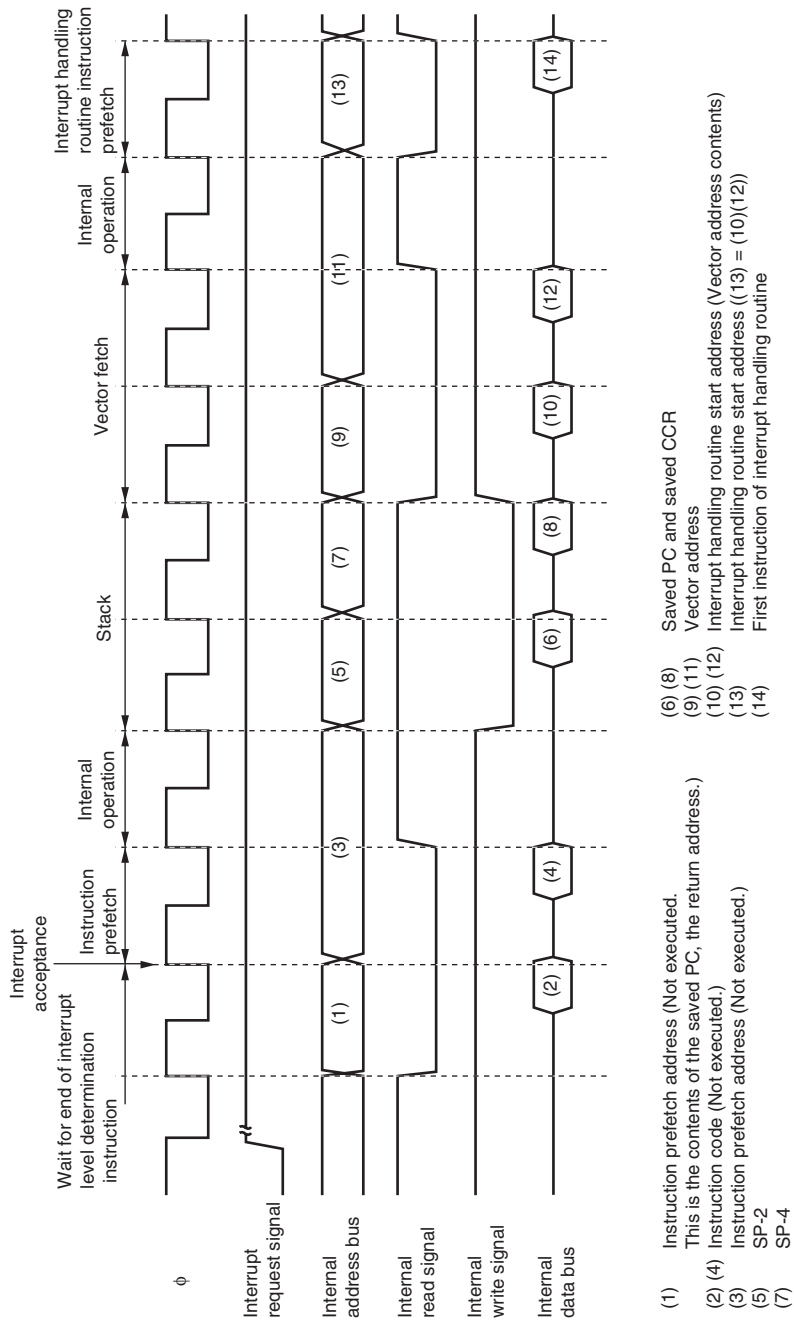 Interrupt
acceptance
Wait for end of interrupt
level determination
instruction
Instruction
prefetch
Internal
operation
Stack
Vector fetch
Internal
operation
Interrupt handling
routine instruction
prefetch
φ
Interrupt
request signal
Internal
address bus
(1)
(3)
(5)
(7)
(9)
(11)
(13)
Internal
read signal
Internal
write signal
Internal
data bus
(2)
(4)
(6)
(8)
(10)
(12)
(14)
(1) Instruction prefetch address (Not executed.
This is the contents of the saved PC, the return address.)
(2) (4) Instruction code (Not executed.)
(3) Instruction prefetch address (Not executed.)
(5) SP-2
(7) SP-4
(6) (8) Saved PC and saved CCR
(9) (11) Vector address
(10) (12) Interrupt handling routine start address (Vector address contents)
(13) Interrupt handling routine start address ((13) = (10)(12))
(14) First instruction of interrupt handling routine